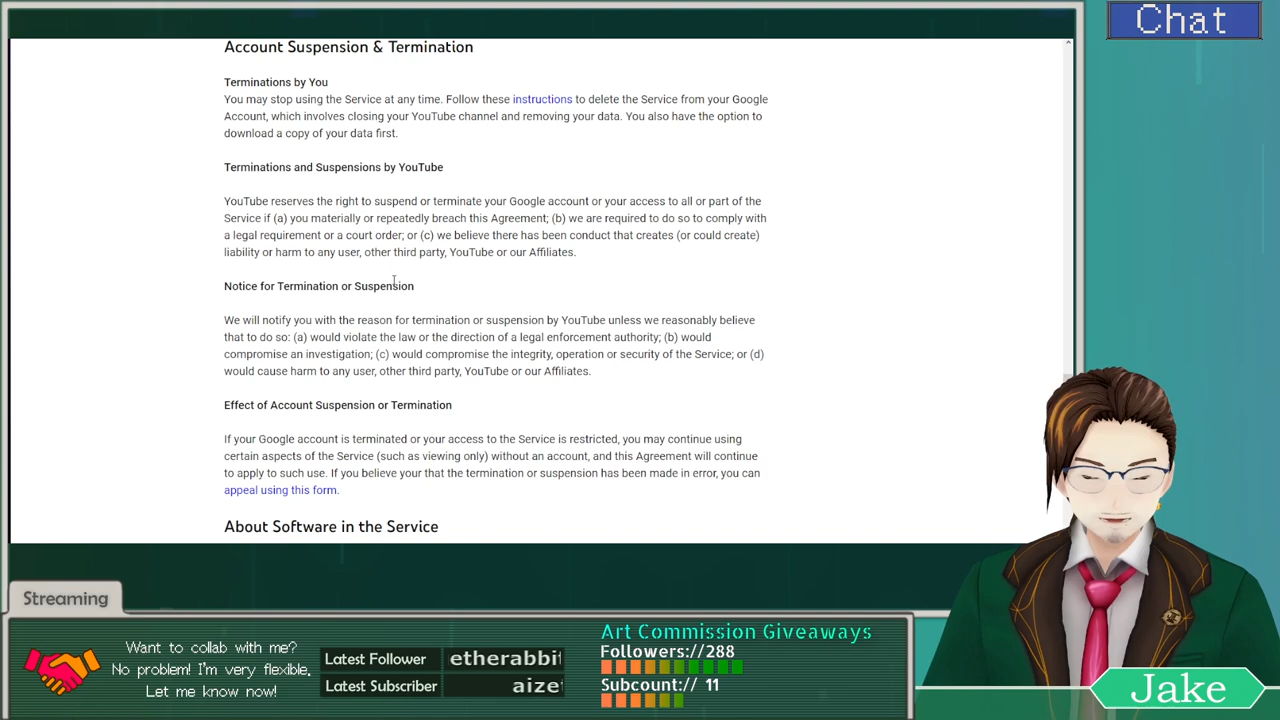 Chat
Account Suspension & Termination
Terminations by You
You may stop using the Service at any time. Follow these instructions to delete the Service from your Google
Account, which involves closing your YouTube channel and removing your data. You also have the option to
download a copy of your data first.
Terminations and Suspensions by YouTube
YouTube reserves the right to suspend or terminate your Google account or your access to all or part of the
Service if (a) you materially or repeatedly breach this Agreement; (b) we are required to do so to comply with
a legal requirement or a court order; or (c) we believe there has been conduct that creates (or could create)
liability or harm to any user, other third party, YouTube or our Affiliates.
Notice for Termination or Suspension
We will notify you with the reason for termination or suspension by YouTube unless we reasonably believe
that to do so: (a) would violate the law or the direction of a legal enforcement authority; (b) would
compromise an investigation; (c) would compromise the integrity, operation or security of the Service; or (d)
would cause harm to any user, other third party, YouTube or our Affiliates.
Effect of Account Suspension or Termination
If your Google account is terminated or your access to the Service is restricted, you may continue using
certain aspects of the Service (such as viewing only) without an account, and this Agreement will continue
to apply to such use. If you believe your that the termination or suspension has been made in error, you can
appeal using this form.
About Software in the Service
Streaming
Want to collab with me?
No problem! I'm very flexible.
Let me know now!
Latest Follower
etherabbi
Latest Subscriber
aize
Art Commission Giveaways
Followers://288
Subcount:// 11
Jake